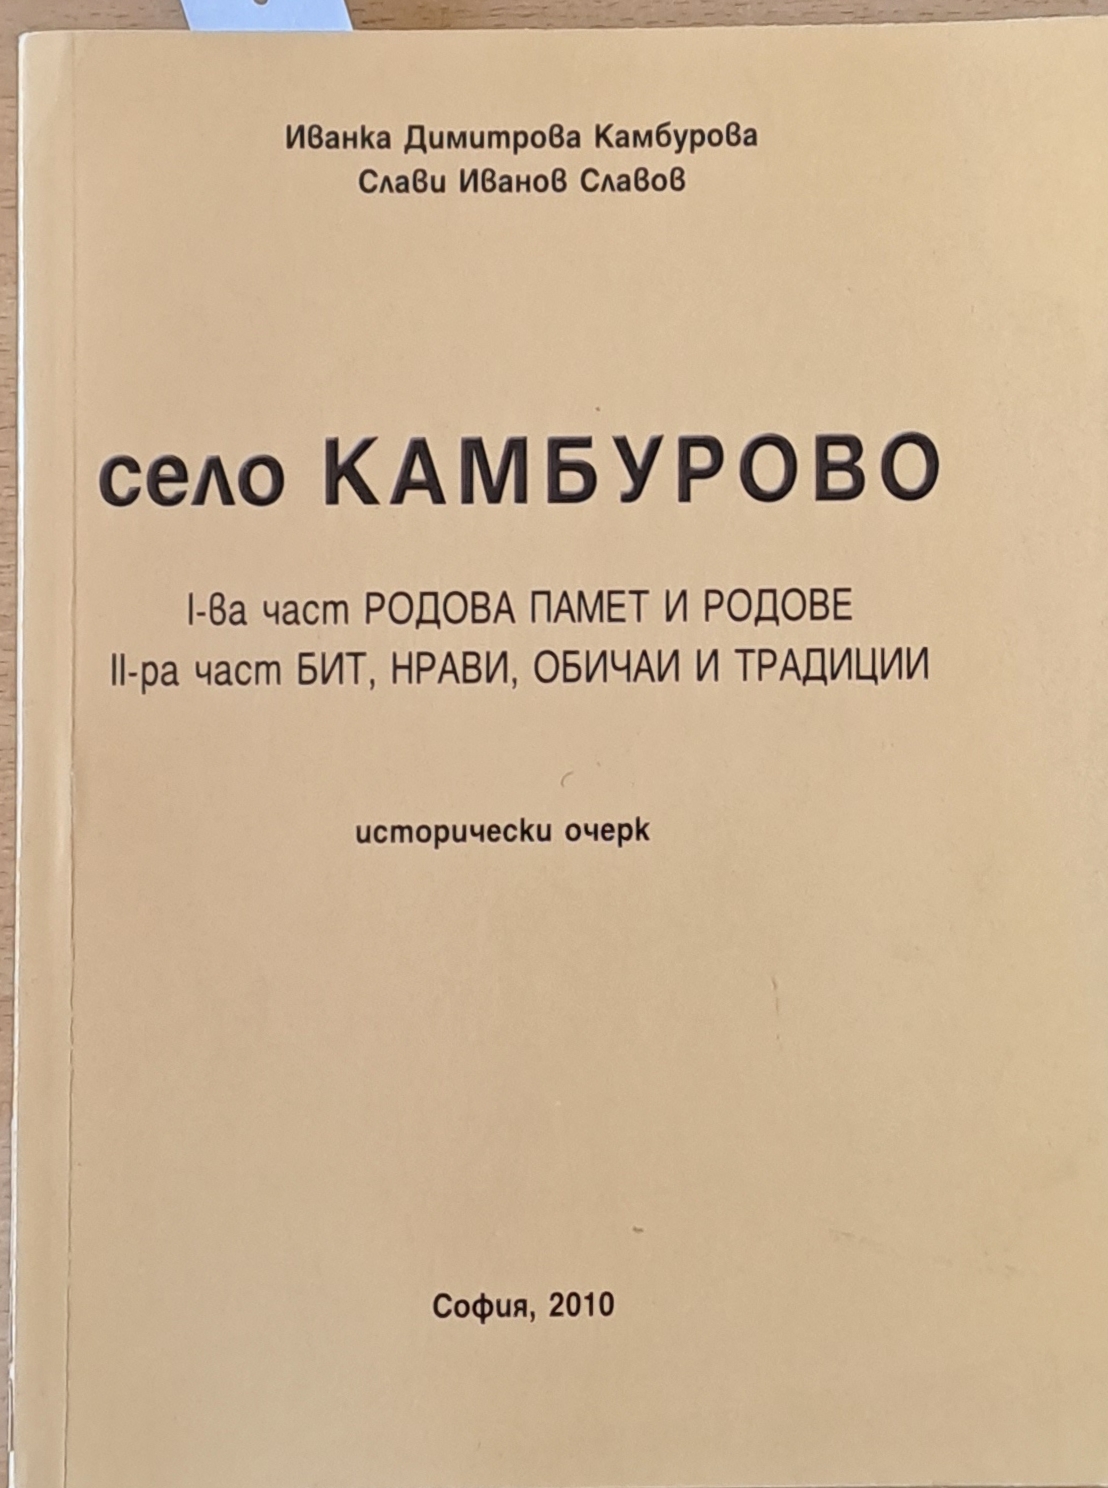 Иванка Димитрова Камбурова
Слави Иванов Славов
село КАМБУРОВО
I-ва част РОДОВА ПАМЕТ И РОДОВЕ
II-ра част БИТ, НРАВИ, ОБИЧАИ И ТРАДИЦИИ
исторически очерк
София, 2010